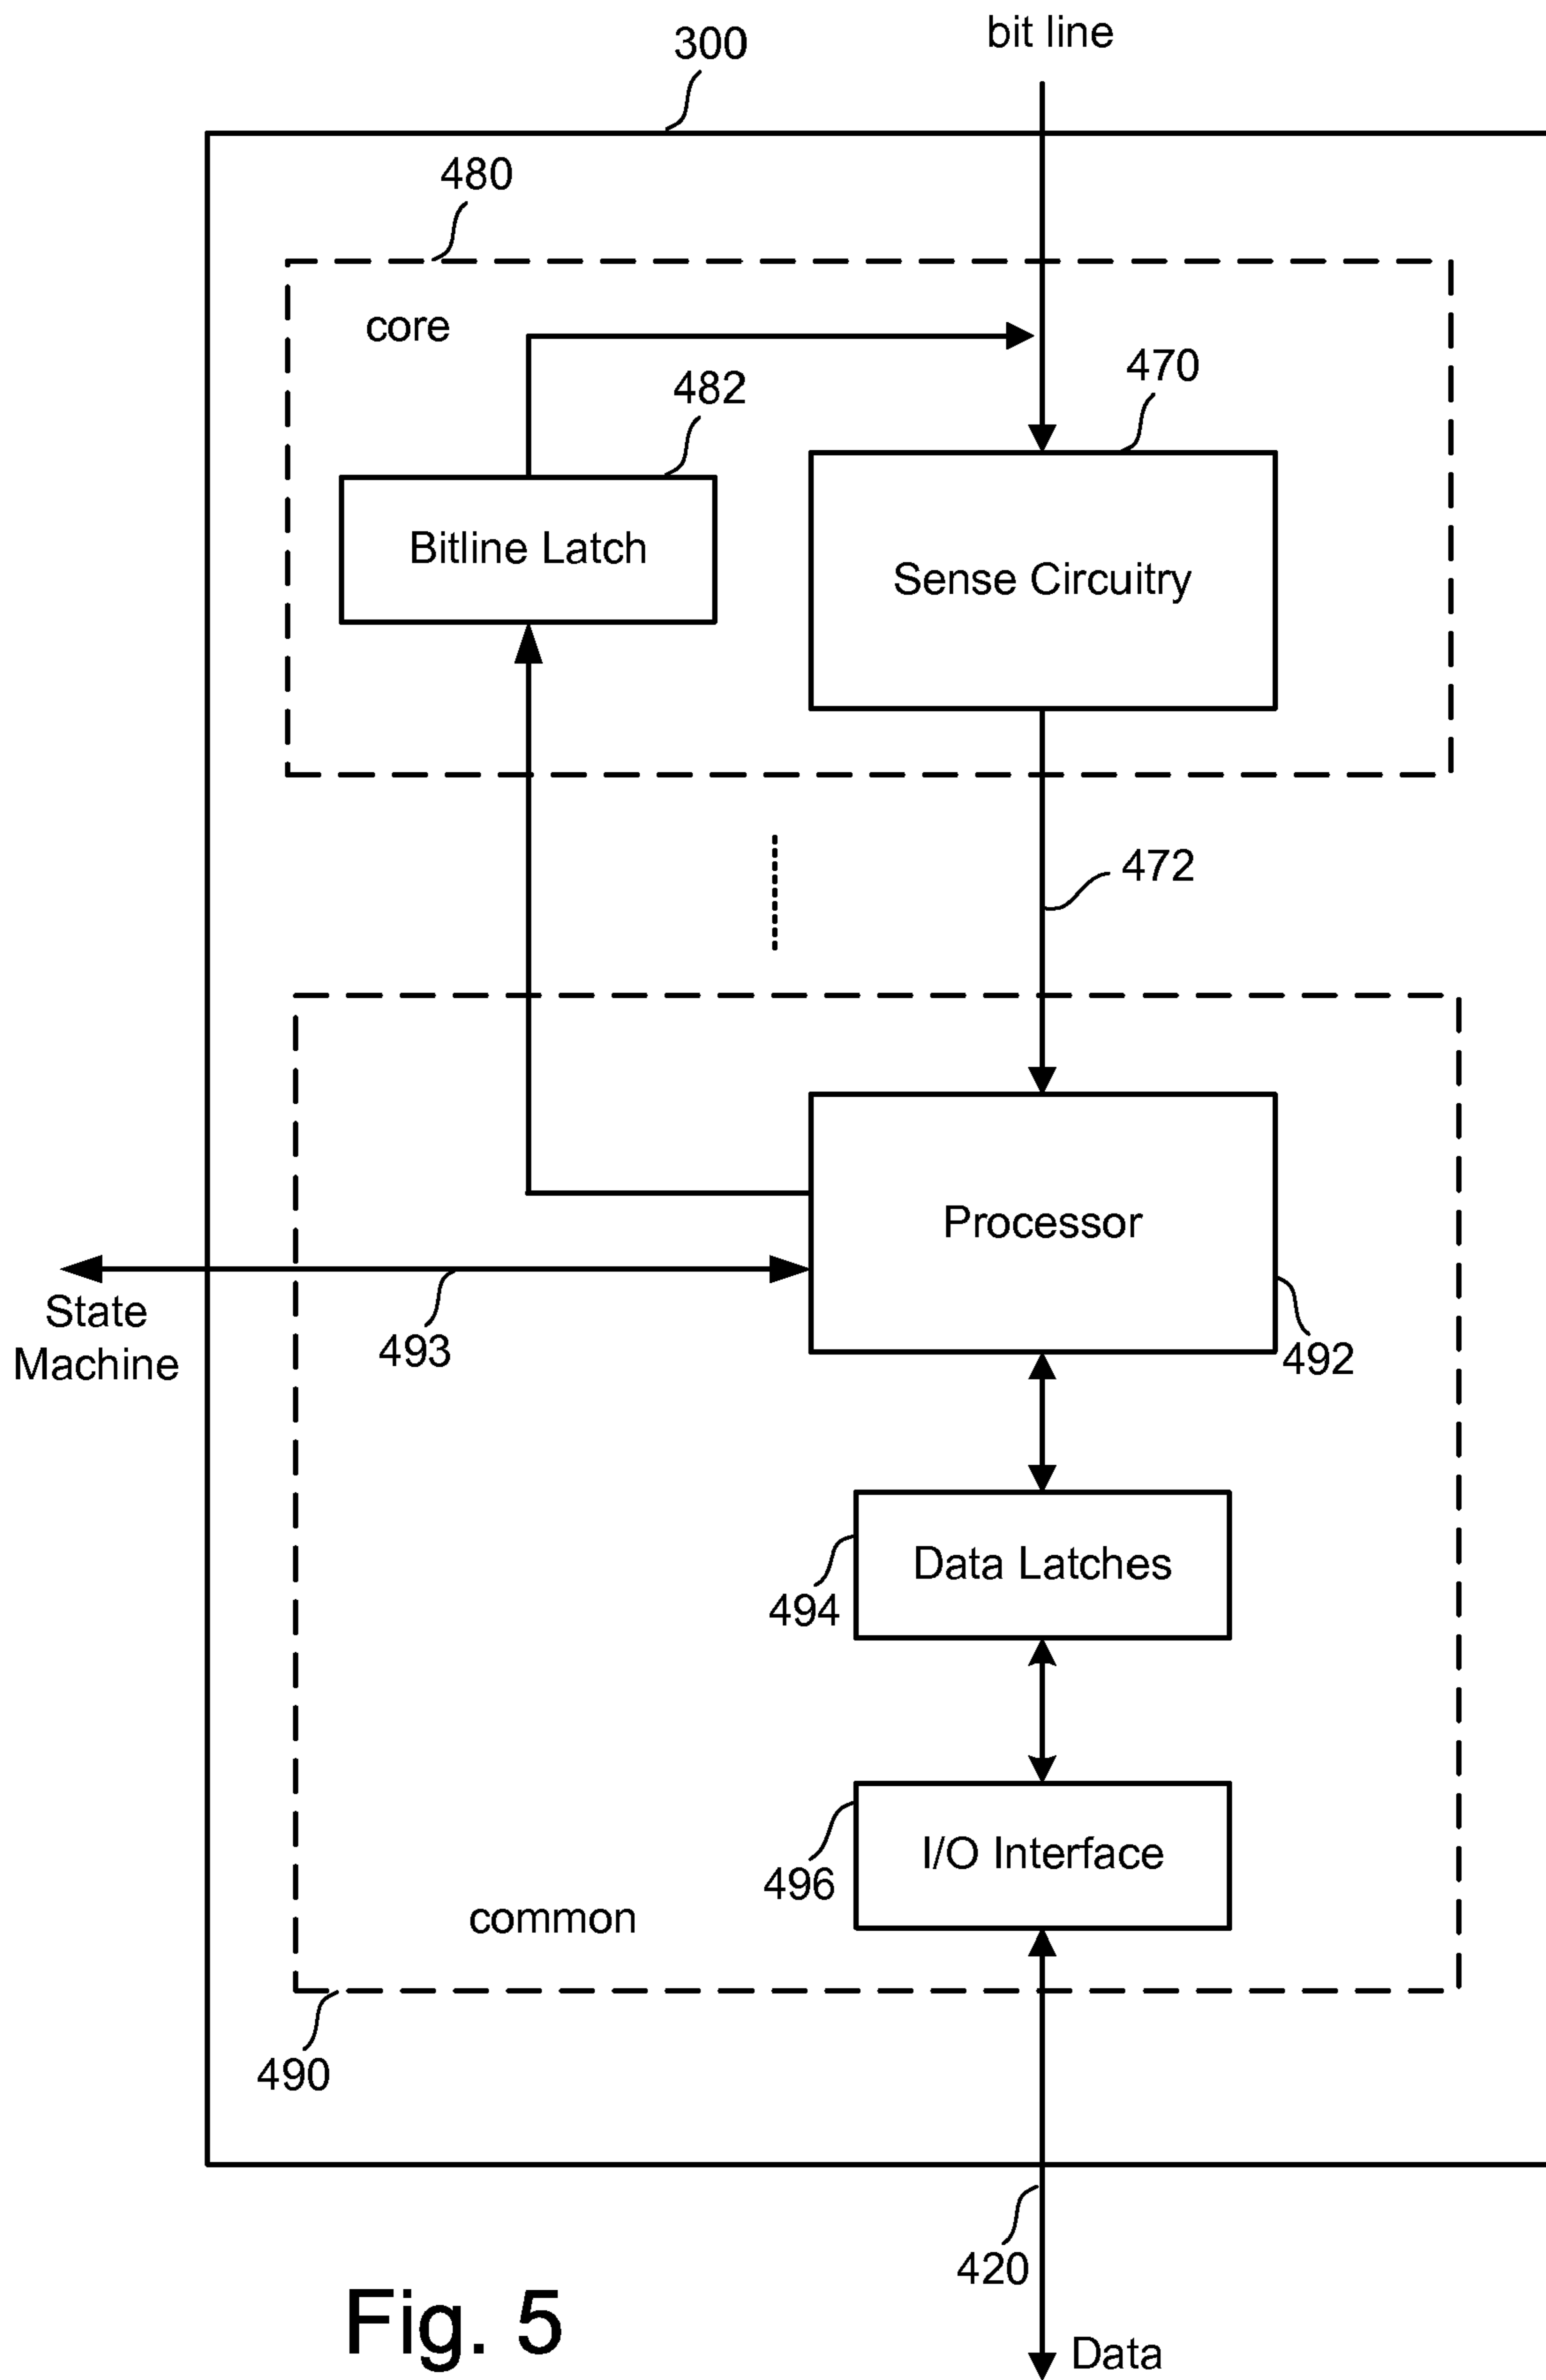 bit line
300
480
core
470
482
Bitline Latch
Sense Circuitry
472
Processor
State
Machine
493
492
Data Latches
494
I/O Interface
496
common
490
420
Fig. 5
Data